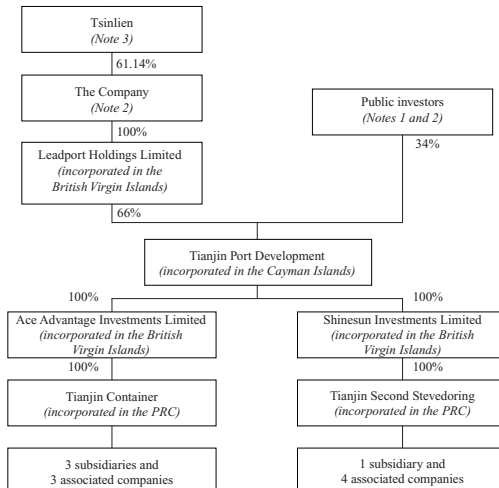 Tsinlien
(Note 3)
61.14%
The Company
(Note 2)
Public investors
(Notes 1 and 2)
100%
34%
Leadport Holdings Limited
(incorporated in the
British Virgin Islands)
66%
Tianjin Port Development
(incorporated in the Cayman Islands)
100%
100%
Ace Advantage Investments Limited
(incorporated in the British
Virgin Islands)
Shinesun Investments Limited
(incorporated in the British
Virgin Islands)
100%
100%
Tianjin Container
(incorporated in the PRC)
Tianjin Second Stevedoring
(incorporated in the PRC)
3 subsidiaries and
3 associated companies
1 subsidiary and
4 associated companies